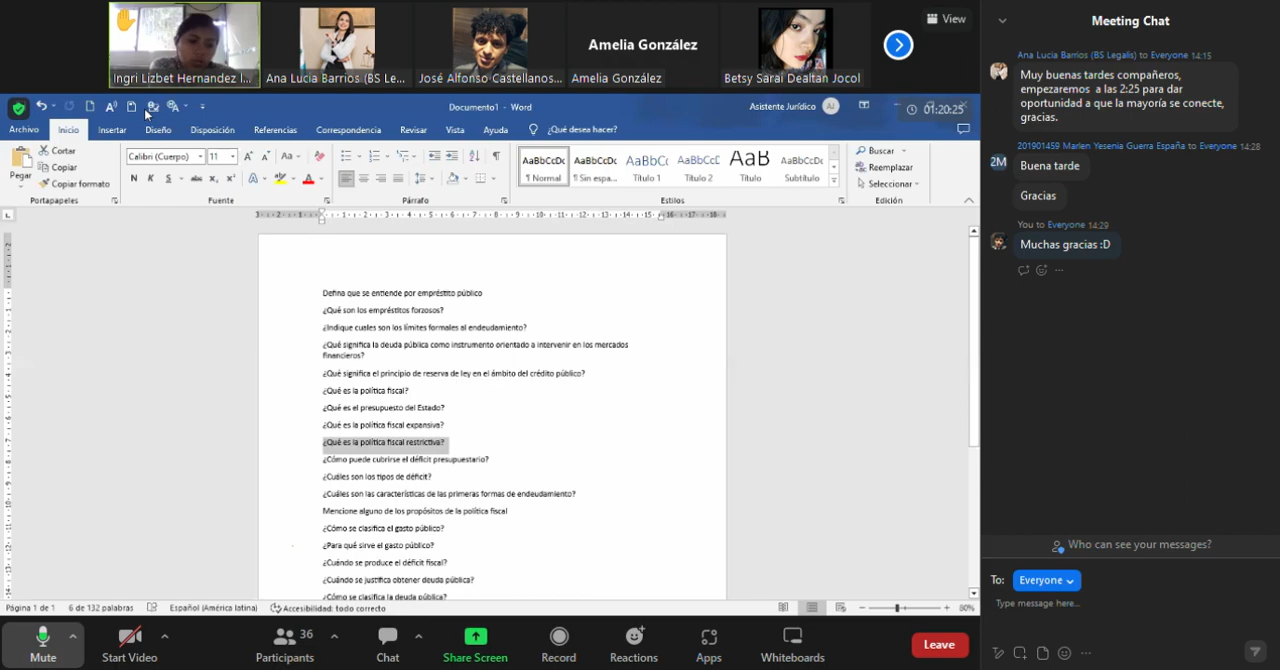 Ingri Lizbet Hernandez l...
Ana Lucia Barrios (BS Le...
José Alfonso Castellanos...
Amelia González
Amelia González
Betsy Sarai Dealtan Jocol
View
Documento1 - Word
Asistente Jurídico
AJ
01:20:25
Archivo
Inicio
Insertar
Diseño
Disposición
Referencias
Correspondencia
Revisar
Vista
Ayuda
¿Qué desea hacer?
Pegar
Cortar
Copiar
Copiar formato
Portapapeles
Calibri (Cuerpo)
11
Fuente
Párrafo
AaBbCcDc
¶ Normal
AaBbCcDc
¶ Sin espa...
AaBbCc
Título 1
AaBbCcD
Título 2
AaB
Título
AaBbCcDc
Subtítulo
Estilos
Buscar
Reemplazar
Seleccionar
Edición
Defina que se entiende por empréstito público
¿Qué son los empréstitos forzosos?
¿Indique cuales son los límites formales al endeudamiento?
¿Qué significa la deuda pública como instrumento orientado a intervenir en los mercados
financieros?
¿Qué significa el principio de reserva de ley en el ámbito del crédito público?
¿Qué es la política fiscal?
¿Qué es el presupuesto del Estado?
¿Qué es la política fiscal expansiva?
¿Qué es la política fiscal restrictiva?
¿Cómo puede cubrirse el déficit presupuestario?
¿Cuáles son los tipos de déficit?
¿Cuáles son las características de las primeras formas de endeudamiento?
Mencione alguno de los propósitos de la política fiscal
¿Cómo se clasifica el gasto público?
¿Para qué sirve el gasto público?
¿Cuándo se produce el déficit fiscal?
¿Cuándo se justifica obtener deuda pública?
¿Cómo se clasifica la deuda pública?
Página 1 de 1
6 de 132 palabras
Español (América latina)
Accesibilidad: todo correcto
80%
Mute
Start Video
36
Participants
Chat
Share Screen
Record
Reactions
Apps
Whiteboards
Leave
Meeting Chat
Ana Lucia Barrios (BS Legalis) to Everyone 14:15
Muy buenas tardes compañeros,
empezaremos a las 2:25 para dar
oportunidad a que la mayoría se conecte,
gracias.
201901459 Marlen Yesenia Guerra España to Everyone 14:28
2M
Buena tarde
Gracias
You to Everyone 14:29
Muchas gracias :D
Who can see your messages?
To: Everyone
Type message here...